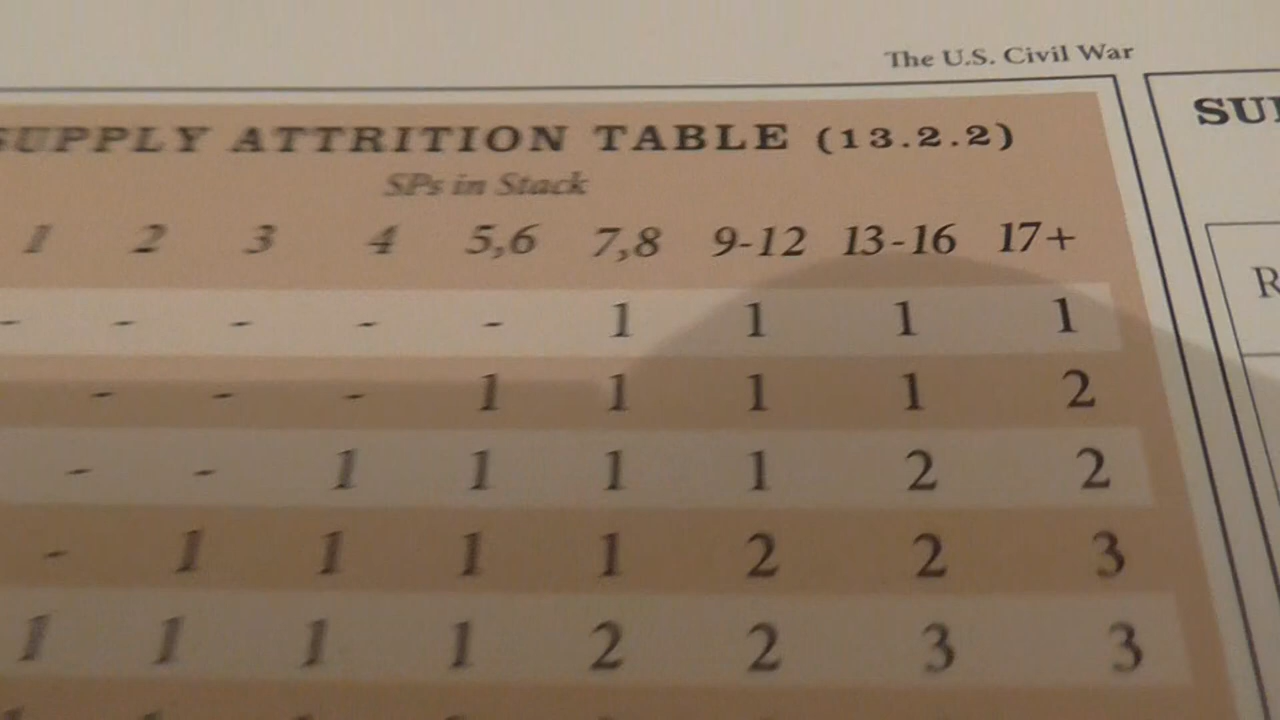 The U.S. Civil War
SUPPLY ATTRITION TABLE (13.2.2)
SPs in Stack
1 2 3 4 5,6 7,8 9-12 13-16 17+
- - - - - 1 1 1 1
- - - 1 1 1 1 2
- - 1 1 1 1 2 2
- 1 1 1 1 2 2 3
1 1 1 1 2 2 3 3